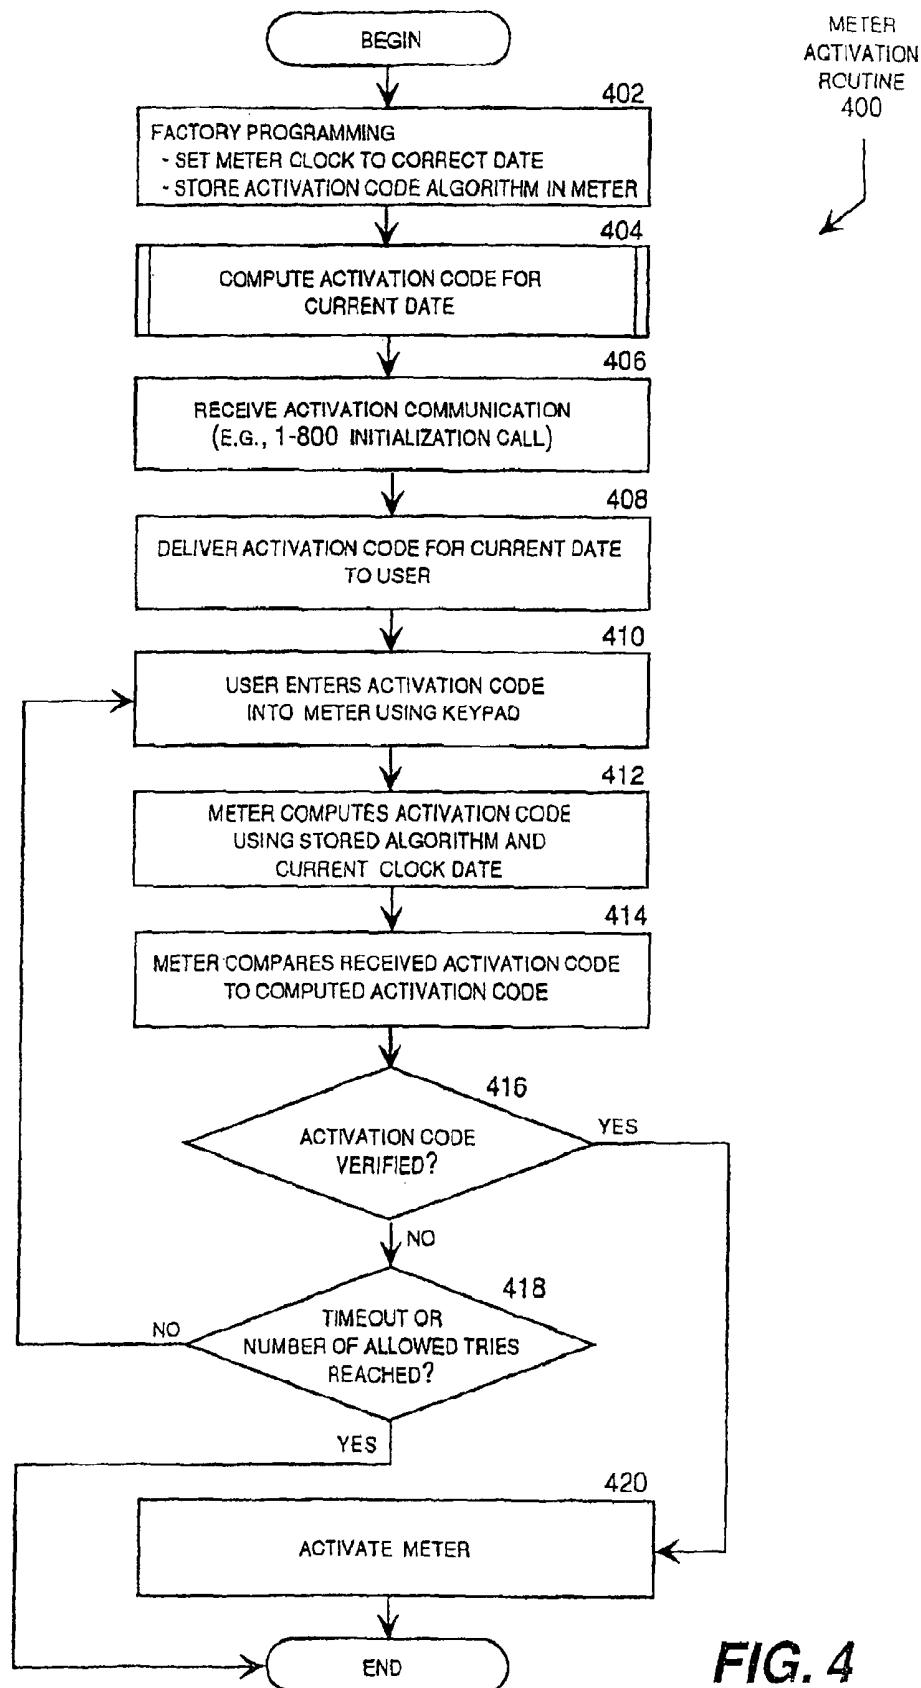 BEGIN
METER
ACTIVATION
ROUTINE
400
402
FACTORY PROGRAMMING
- SET METER CLOCK TO CORRECT DATE
- STORE ACTIVATION CODE ALGORITHM IN METER
404
COMPUTE ACTIVATION CODE FOR
CURRENT DATE
406
RECEIVE ACTIVATION COMMUNICATION
(E.G., 1-800 INITIALIZATION CALL)
408
DELIVER ACTIVATION CODE FOR CURRENT DATE
TO USER
410
USER ENTERS ACTIVATION CODE
INTO METER USING KEYPAD
412
METER COMPUTES ACTIVATION CODE
USING STORED ALGORITHM AND
CURRENT CLOCK DATE
414
METER COMPARES RECEIVED ACTIVATION CODE
TO COMPUTED ACTIVATION CODE
416
ACTIVATION CODE
VERIFIED?
YES
NO
418
TIMEOUT OR
NUMBER OF ALLOWED TRIES
REACHED?
NO
YES
420
ACTIVATE METER
END
FIG. 4